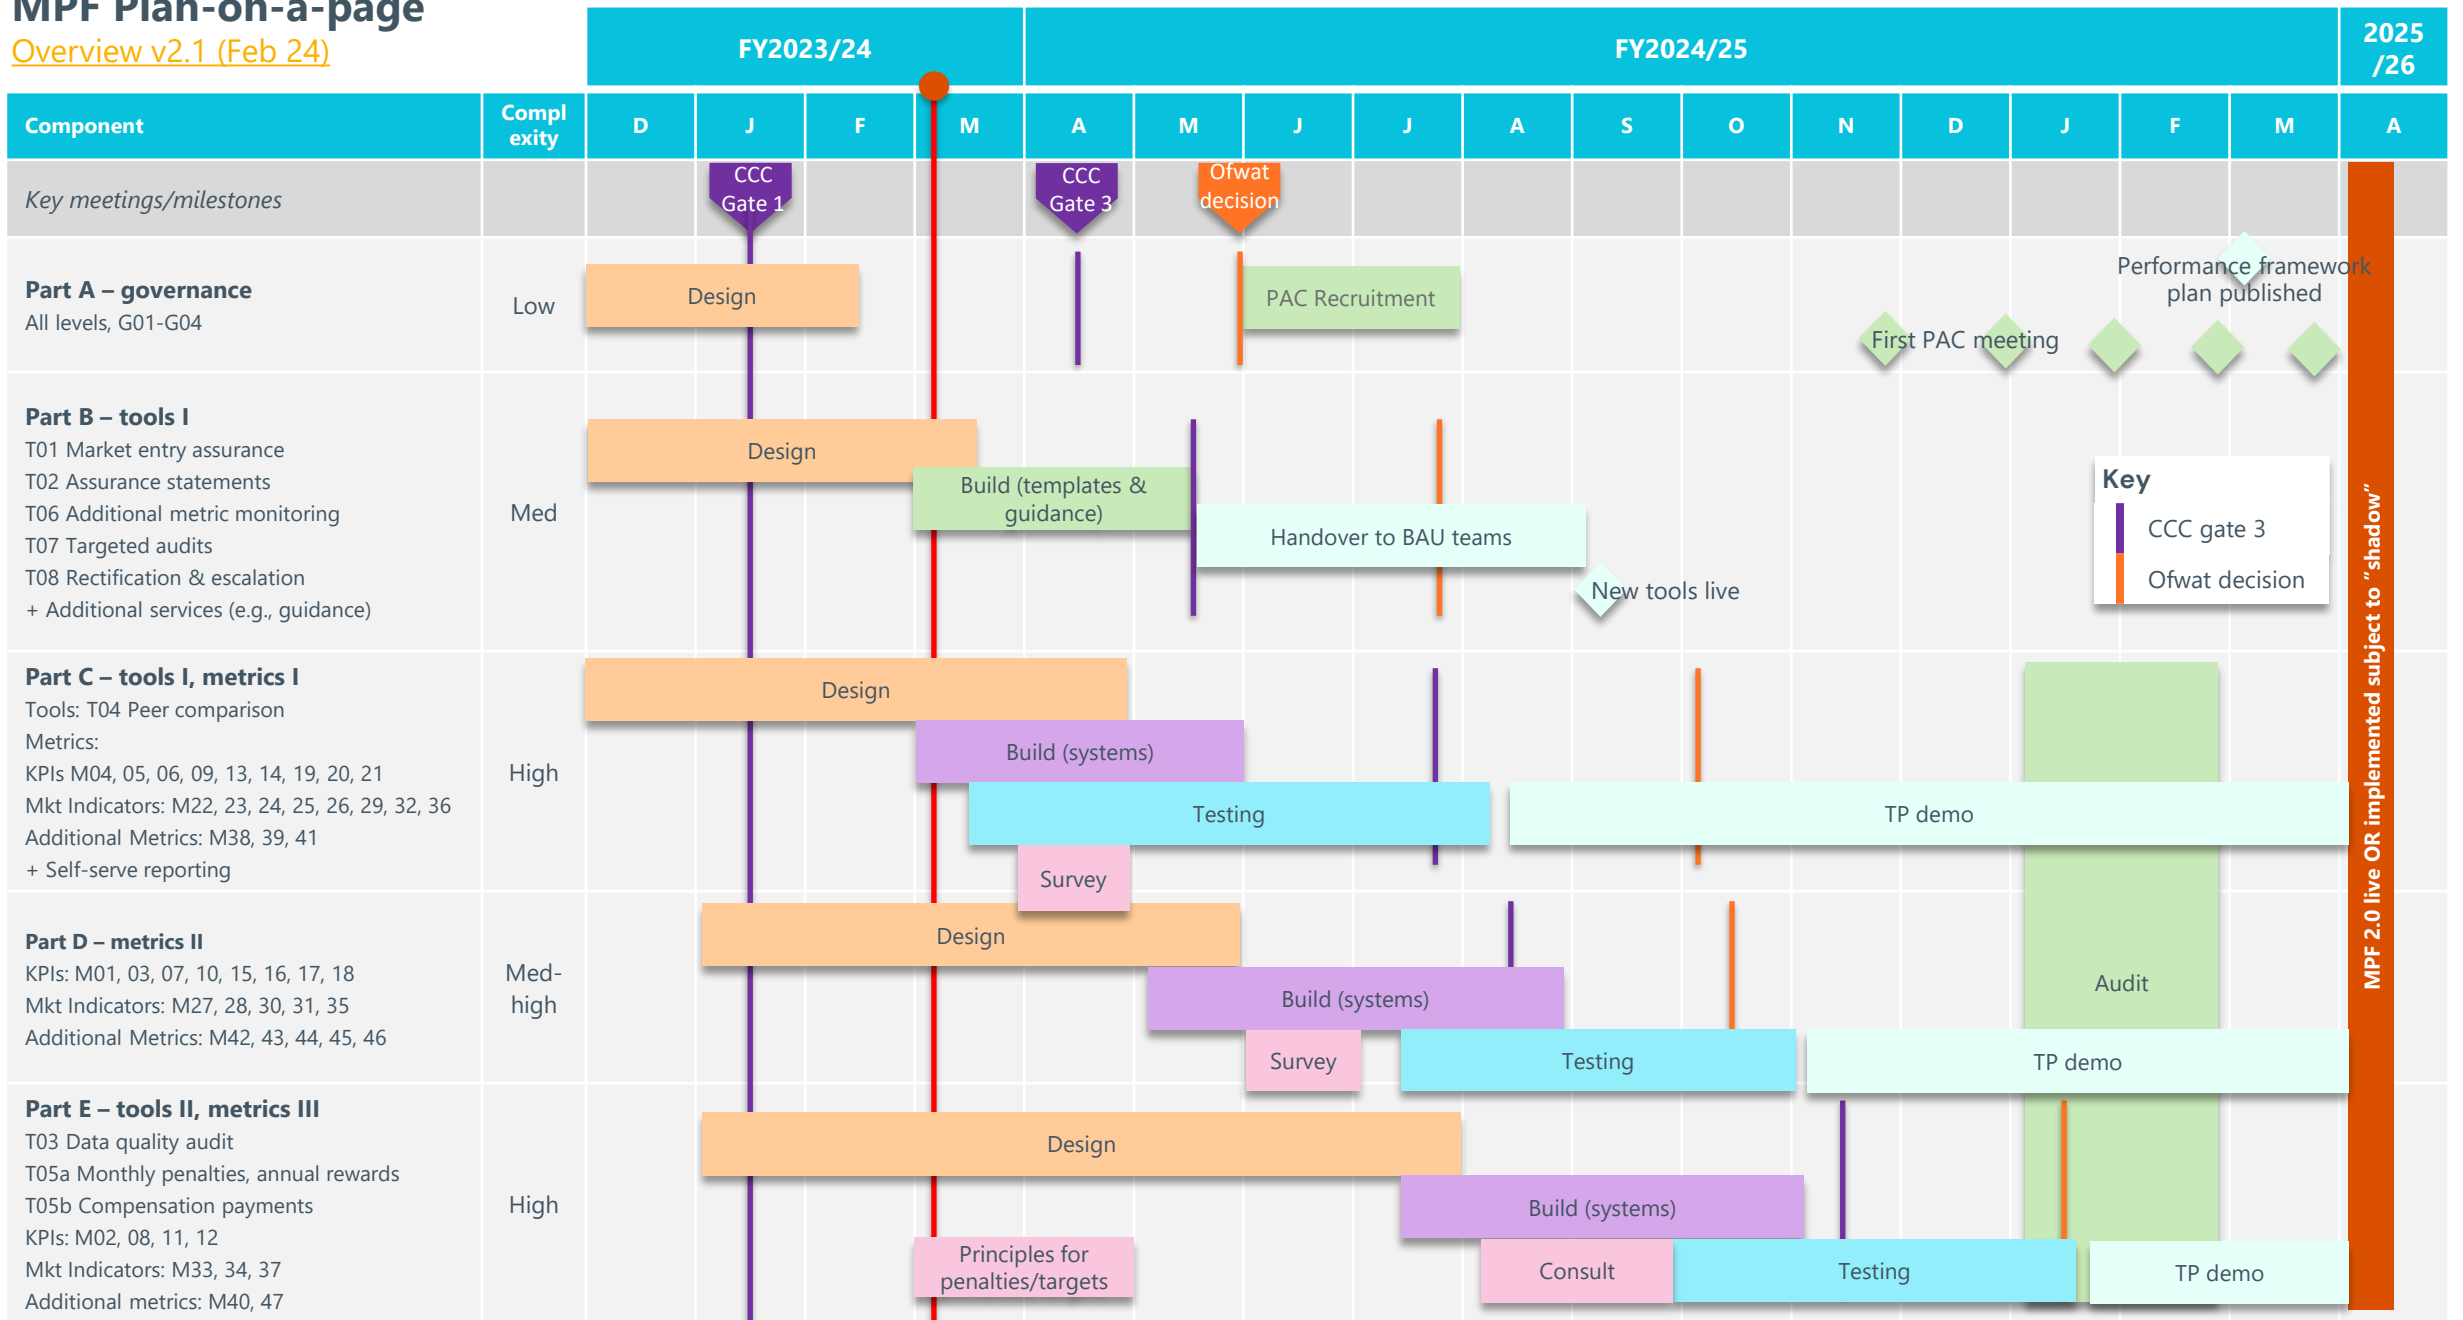 MPF Plan-on-a-page
Overview v2.1 (Feb 24)
FY2023/24
FY2024/25
2025
/26
Component
Compl
exity
D
J
F
M
A
M
J
J
A
S
O
N
D
J
F
M
A
Key meetings/milestones
CCC
Gate 1
CCC
Gate 3
Ofwat
decision
Part A – governance
All levels, G01-G04
Low
Design
PAC Recruitment
Performance framework
plan published
First PAC meeting
Part B – tools I
T01 Market entry assurance
T02 Assurance statements
T06 Additional metric monitoring
T07 Targeted audits
T08 Rectification & escalation
+ Additional services (e.g., guidance)
Med
Design
Build (templates &
guidance)
Handover to BAU teams
New tools live
Key
CCC gate 3
Ofwat decision
MPF 2.0 live OR implemented subject to “shadow”
Part C – tools I, metrics I
Tools: T04 Peer comparison
Metrics:
KPIs M04, 05, 06, 09, 13, 14, 19, 20, 21
Mkt Indicators: M22, 23, 24, 25, 26, 29, 32, 36
Additional Metrics: M38, 39, 41
+ Self-serve reporting
High
Design
Build (systems)
Testing
TP demo
Survey
Part D – metrics II
KPIs: M01, 03, 07, 10, 15, 16, 17, 18
Mkt Indicators: M27, 28, 30, 31, 35
Additional Metrics: M42, 43, 44, 45, 46
Med-
high
Design
Build (systems)
Audit
Survey
Testing
TP demo
Part E – tools II, metrics III
T03 Data quality audit
T05a Monthly penalties, annual rewards
T05b Compensation payments
KPIs: M02, 08, 11, 12
Mkt Indicators: M33, 34, 37
Additional metrics: M40, 47
High
Design
Build (systems)
Principles for
penalties/targets
Consult
Testing
TP demo